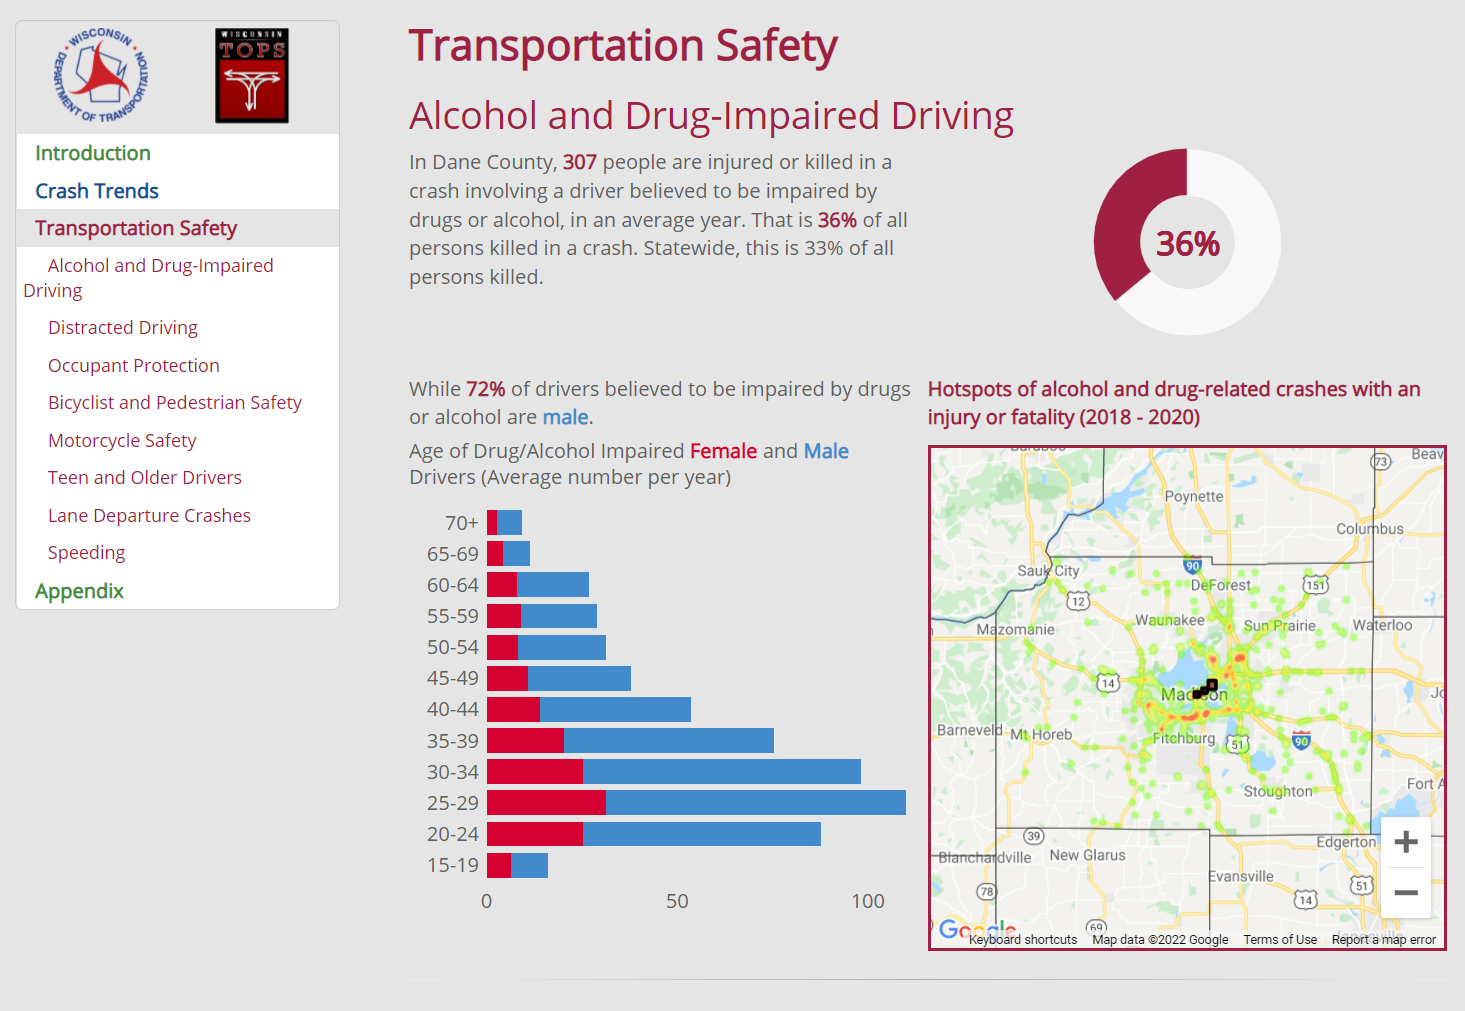 WISCONSIN
DEPARTMENT OF TRANSPORTATION
WISCONSIN
TOPS
Introduction
Crash Trends
Transportation Safety
Alcohol and Drug-Impaired
Driving
Distracted Driving
Occupant Protection
Bicyclist and Pedestrian Safety
Motorcycle Safety
Teen and Older Drivers
Lane Departure Crashes
Speeding
Appendix
Transportation Safety
Alcohol and Drug-Impaired Driving
In Dane County, 307 people are injured or killed in a
crash involving a driver believed to be impaired by
drugs or alcohol, in an average year. That is 36% of all
persons killed in a crash. Statewide, this is 33% of all
persons killed.
36%
While 72% of drivers believed to be impaired by drugs
or alcohol are male.
Age of Drug/Alcohol Impaired Female and Male
Drivers (Average number per year)
70+
65-69
60-64
55-59
50-54
45-49
40-44
35-39
30-34
25-29
20-24
15-19
0 50 100
Hotspots of alcohol and drug-related crashes with an
injury or fatality (2018 - 2020)
Beav
73
Poynette
Columbus
90
Sauk City
DeForest
151
12
Waunakee
Sun Prairie
Waterloo
Mazomanie
14
Madison
Barneveld
Mt Horeb
Fitchburg
51
90
Stoughton
Fort A
39
Edgerton
Blanchardville
New Glarus
Evansville
78
51
14
69
+
−
Google
Keyboard shortcuts
Map data ©2022 Google
Terms of Use
Report a map error